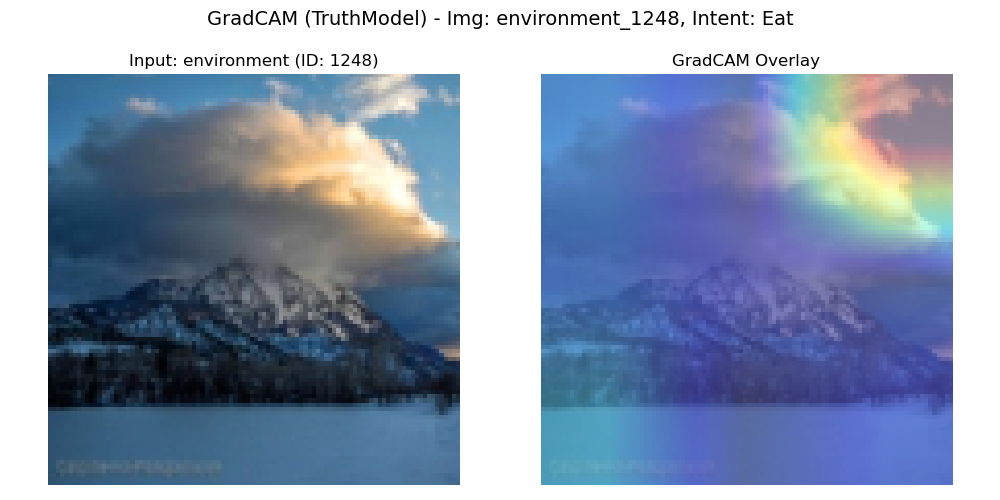 GradCAM (TruthModel) - Img: environment_1248, Intent: Eat
Input: environment (ID: 1248)
GradCAM Overlay